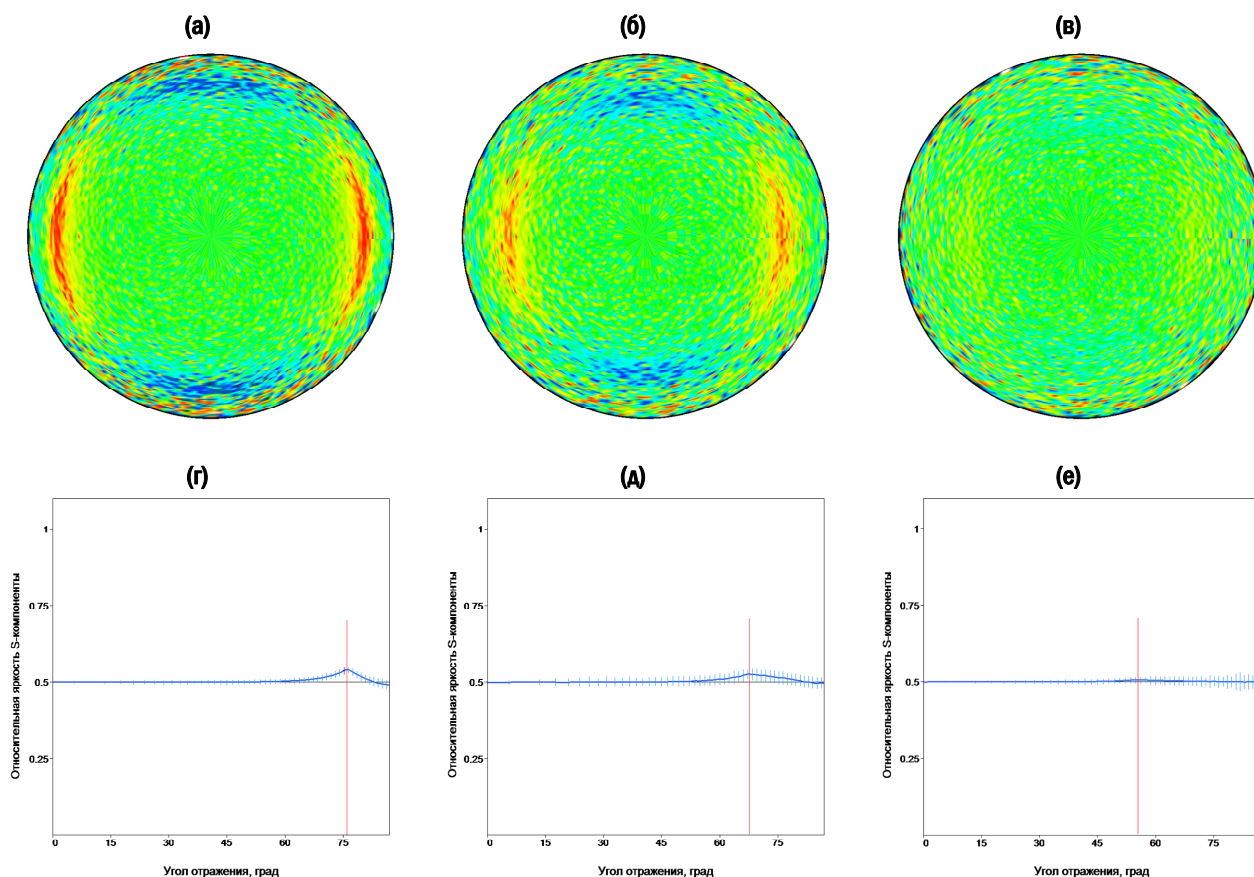 (а)
(б)
(в)
(г)
(д)
(е)
Относительная яркость S-компоненты
1
0.75
0.5
0.25
0
15
30
45
60
75
Угол отражения, град
Относительная яркость S-компоненты
1
0.75
0.5
0.25
0
15
30
45
60
75
Угол отражения, град
Относительная яркость S-компоненты
1
0.75
0.5
0.25
0
15
30
45
60
75
Угол отражения, град